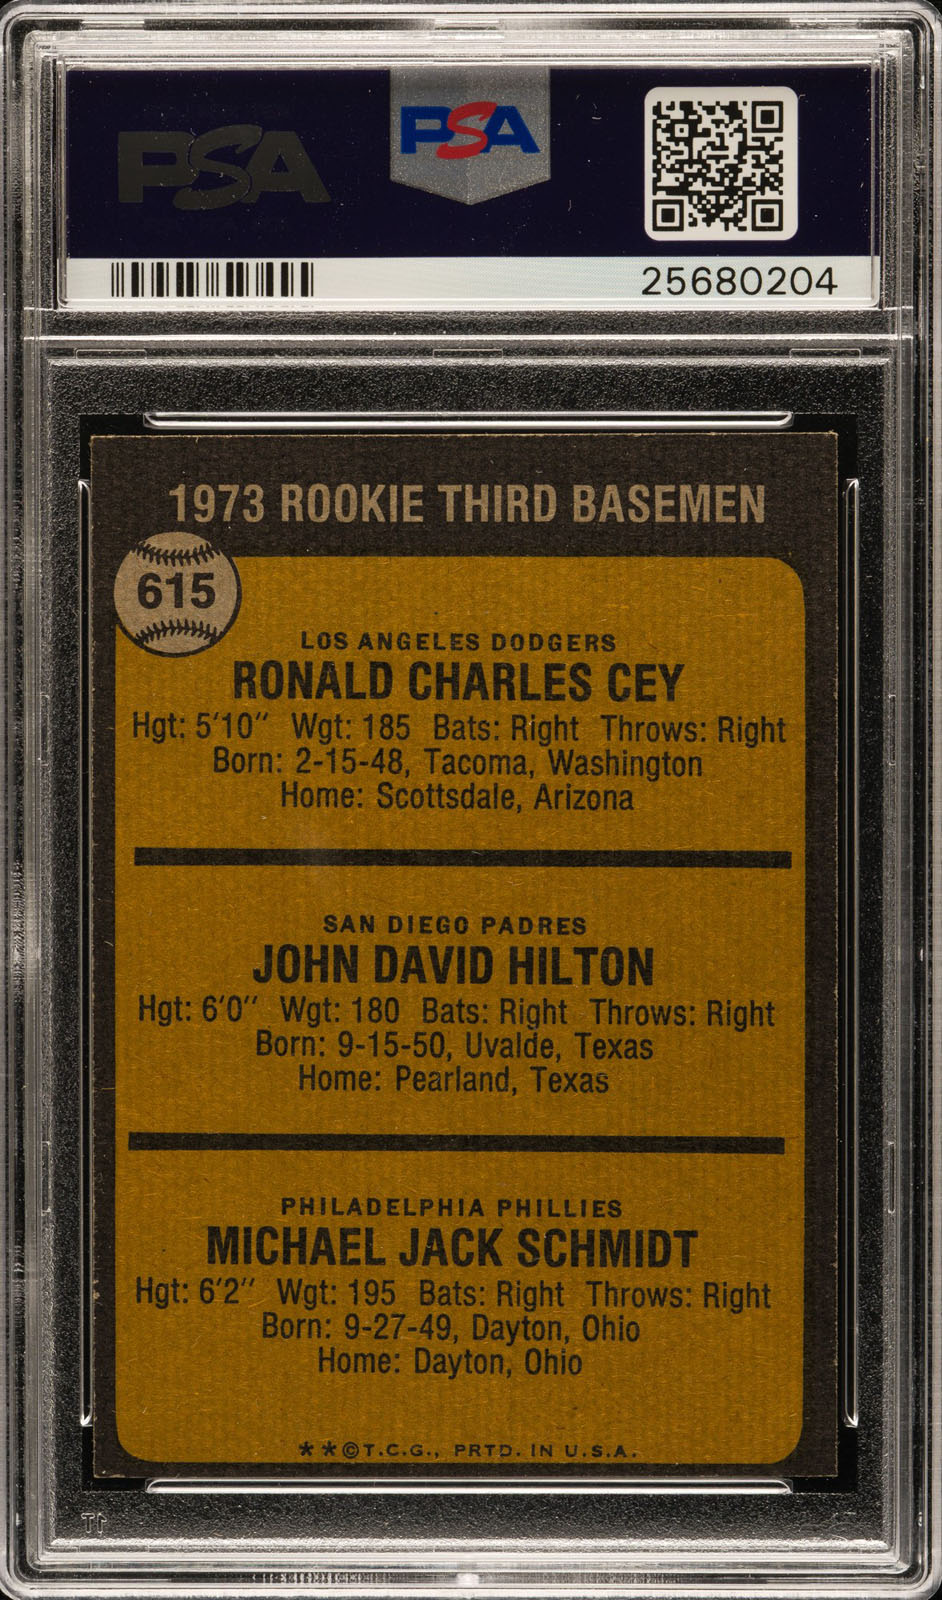 PSA
PSA
25680204
1973 ROOKIE THIRD BASEMEN
615
LOS ANGELES DODGERS
RONALD CHARLES CEY
Hgt: 5'10" Wgt: 185 Bats: Right Throws: Right
Born: 2-15-48, Tacoma, Washington
Home: Scottsdale, Arizona
SAN DIEGO PADRES
JOHN DAVID HILTON
Hgt: 6'0" Wgt: 180 Bats: Right Throws: Right
Born: 9-15-50, Uvalde, Texas
Home: Pearland, Texas
PHILADELPHIA PHILLIES
MICHAEL JACK SCHMIDT
Hgt: 6'2" Wgt: 195 Bats: Right Throws: Right
Born: 9-27-49, Dayton, Ohio
Home: Dayton, Ohio
**©T.C.G., PRTD. IN U.S.A.